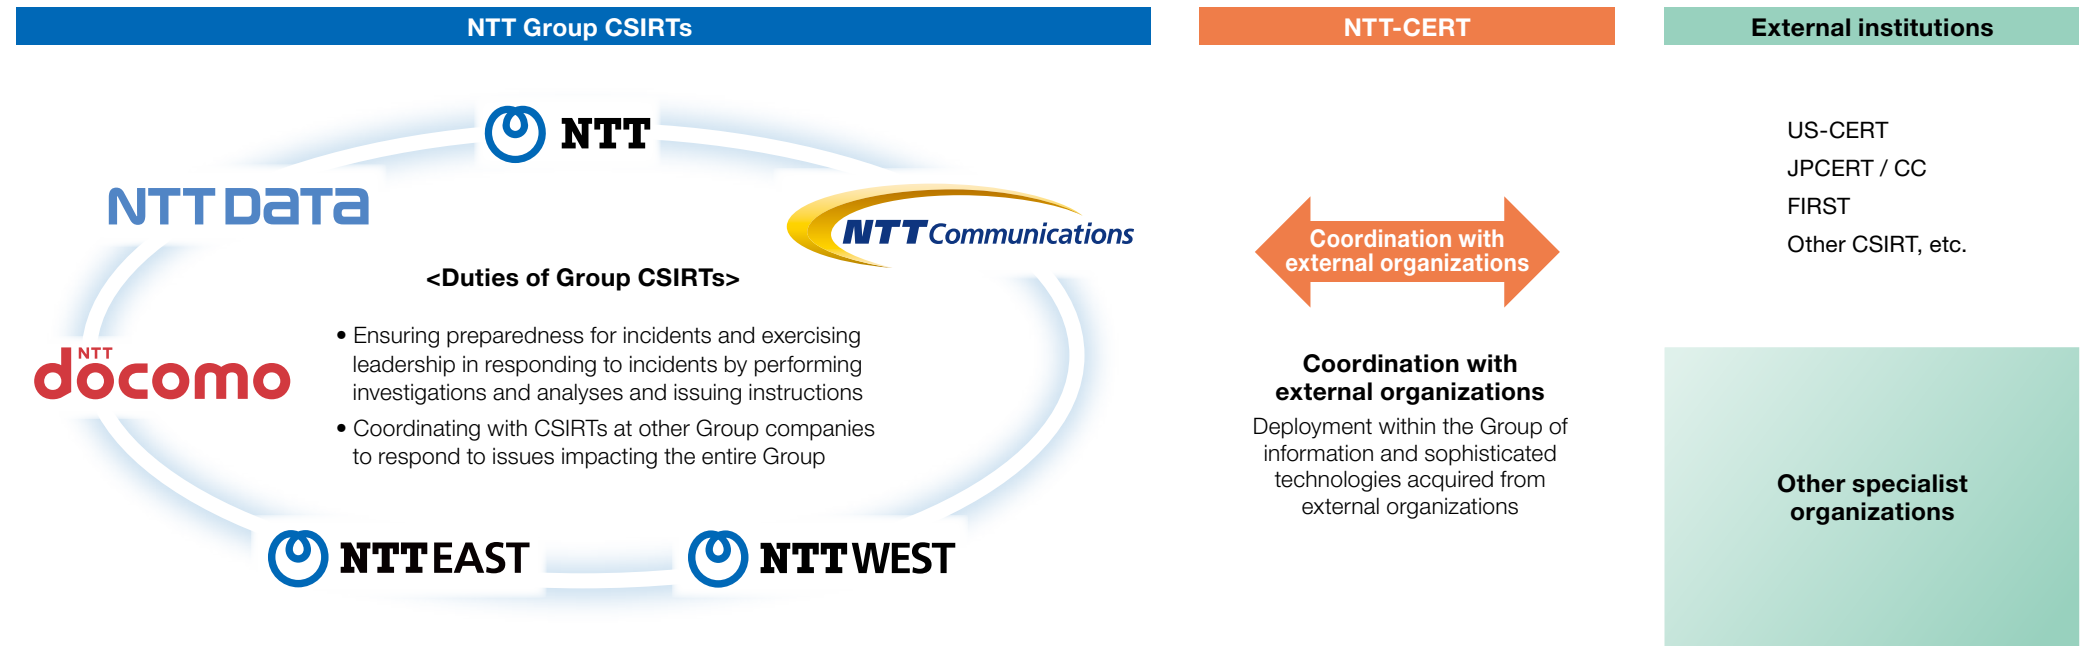 NTT Group CSIRTs
NTT
NTT DATA
NTT Communications
<Duties of Group CSIRTs>
• Ensuring preparedness for incidents and exercising
leadership in responding to incidents by performing
investigations and analyses and issuing instructions
• Coordinating with CSIRTs at other Group companies
to respond to issues impacting the entire Group
NTT
döcomo
NTT EAST
NTT WEST
NTT-CERT
Coordination with
external organizations
Coordination with
external organizations
Deployment within the Group of
information and sophisticated
technologies acquired from
external organizations
External institutions
US-CERT
JPCERT / CC
FIRST
Other CSIRT, etc.
Other specialist
organizations